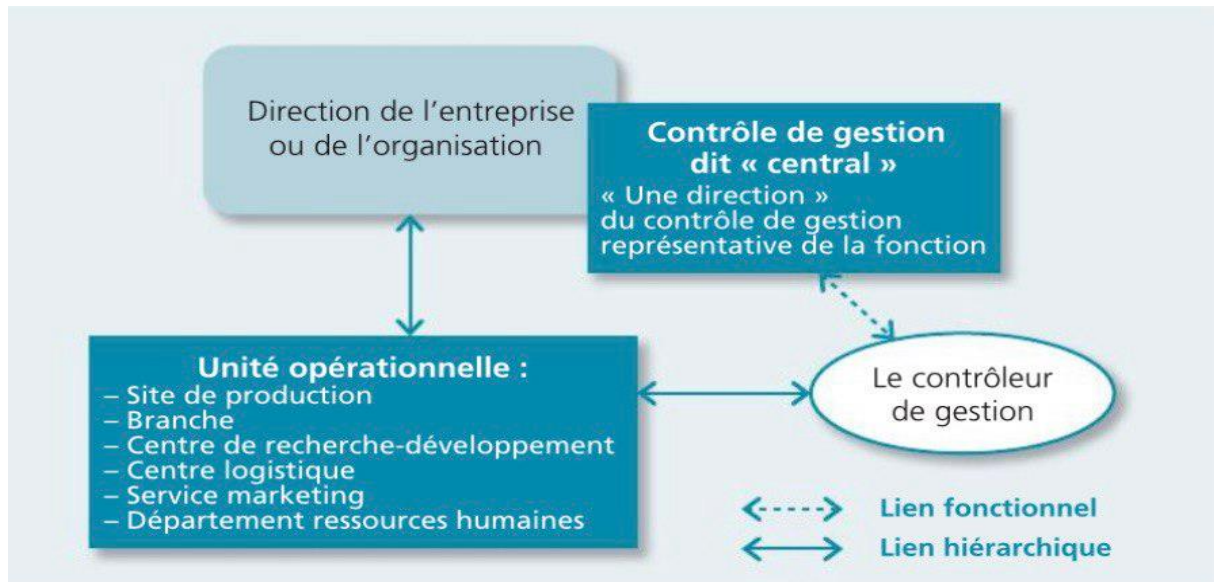 Direction de l'entreprise
ou de l'organisation
Contrôle de gestion
dit « central »
« Une direction »
du contrôle de gestion
représentative de la fonction
Unité opérationnelle :
– Site de production
– Branche
– Centre de recherche-développement
– Centre logistique
– Service marketing
– Département ressources humaines
Le contrôleur
de gestion
Lien fonctionnel
Lien hiérarchique